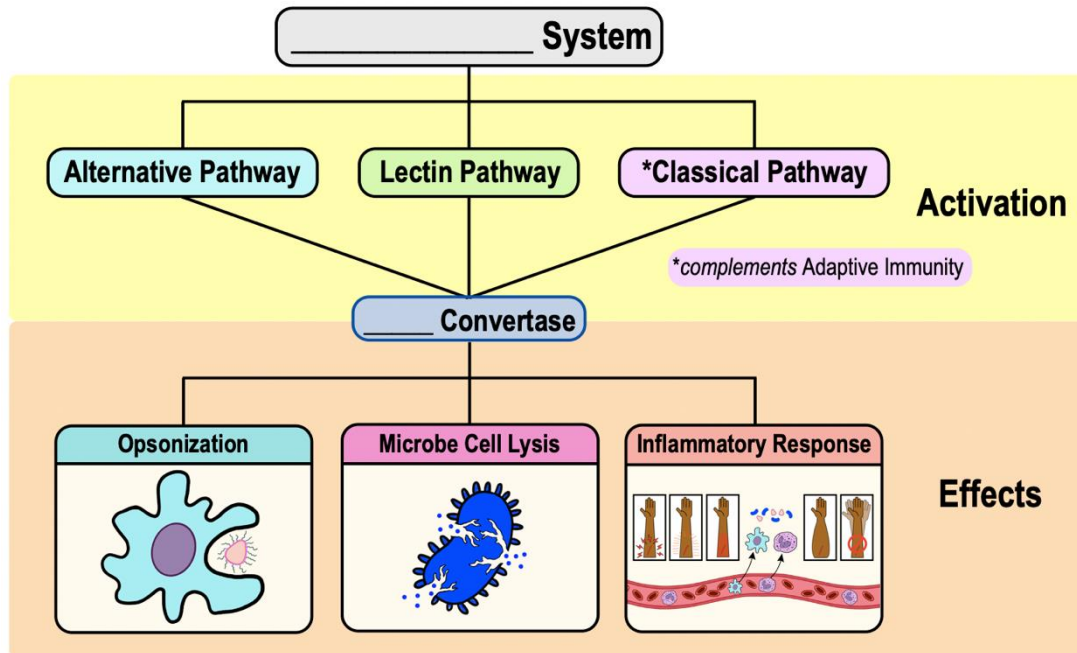 _______________ System
Alternative Pathway
Lectin Pathway
*Classical Pathway
Activation
*complements Adaptive Immunity
_____ Convertase
Opsonization
Microbe Cell Lysis
Inflammatory Response
Effects